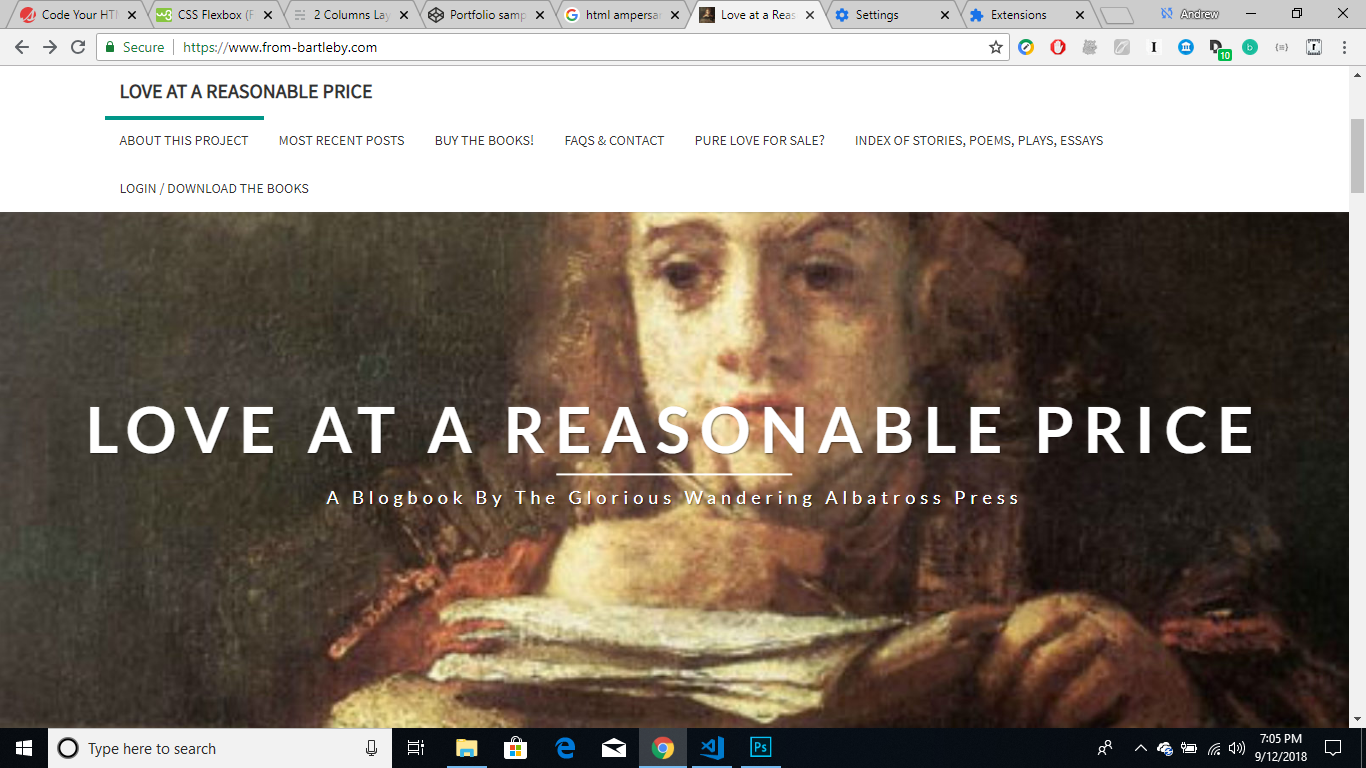 Code Your HTM
CSS Flexbox (F
2 Columns Lay
Portfolio samp
html ampersan
Love at a Reas
Settings
Extensions
Andrew
Secure
https://www.from-bartleby.com
10
LOVE AT A REASONABLE PRICE
ABOUT THIS PROJECT MOST RECENT POSTS BUY THE BOOKS! FAQS & CONTACT PURE LOVE FOR SALE? INDEX OF STORIES, POEMS, PLAYS, ESSAYS
LOGIN / DOWNLOAD THE BOOKS
LOVE AT A REASONABLE PRICE
A Blogbook By The Glorious Wandering Albatross Press
Type here to search
Ps
7:05 PM
9/12/2018